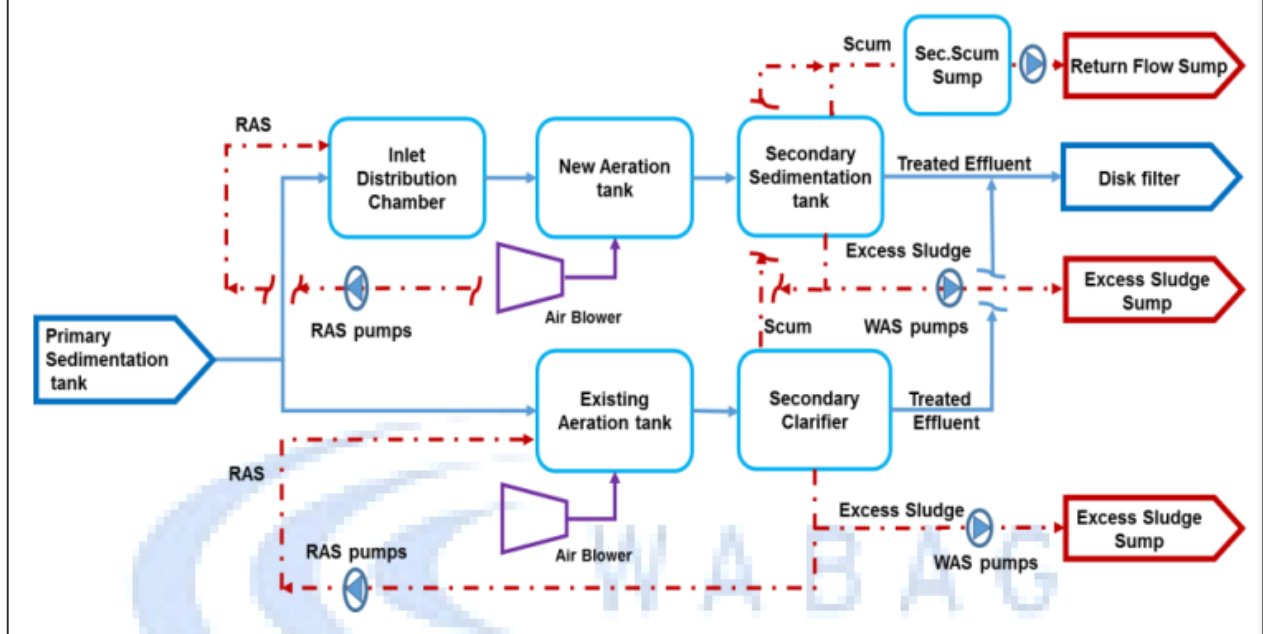 Scum
Sec.Scum
Sump
Return Flow Sump
RAS
Inlet
Distribution
Chamber
New Aeration
tank
Secondary
Sedimentation
tank
Treated Effluent
Disk filter
Excess Sludge
Excess Sludge
Sump
WAS pumps
RAS pumps
Air Blower
Scum
Primary
Sedimentation
tank
Existing
Aeration tank
Secondary
Clarifier
Treated
Effluent
RAS
Excess Sludge
Excess Sludge
Sump
WAS pumps
RAS pumps
Air Blower
WABAG